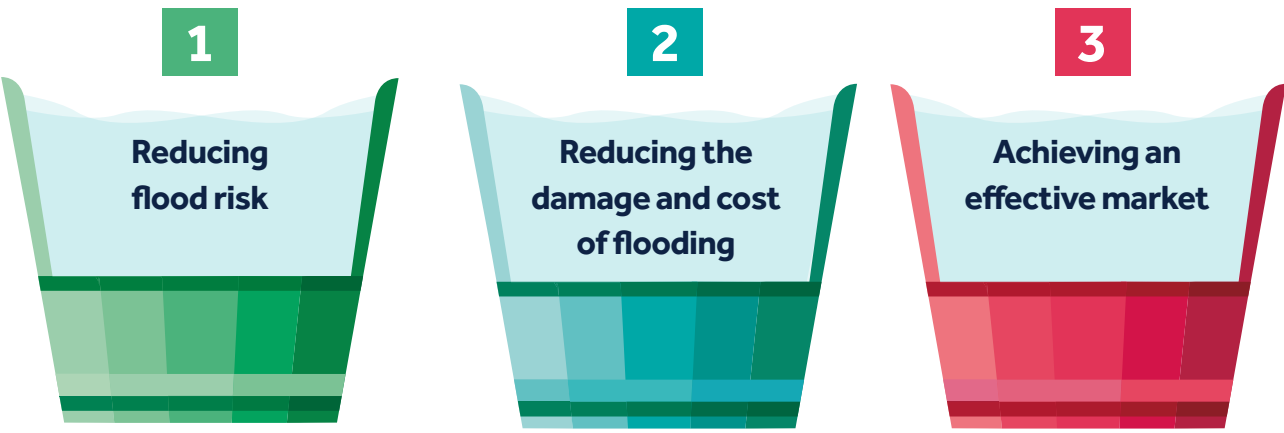 1
Reducing
flood risk
2
Reducing the
damage and cost
of flooding
3
Achieving an
effective market